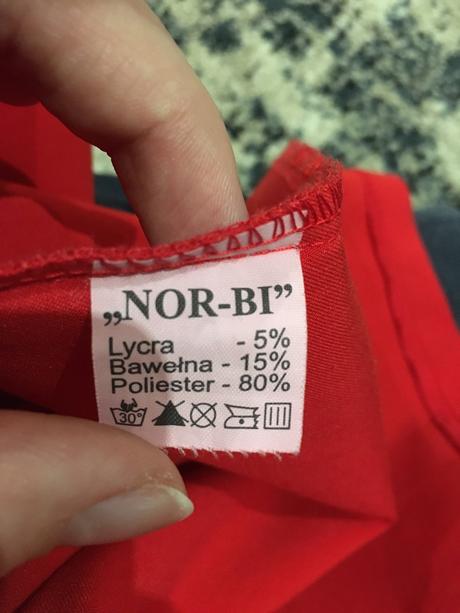 „NOR-BI”
Lycra - 5%
Bawełna - 15%
Poliester - 80%
30°